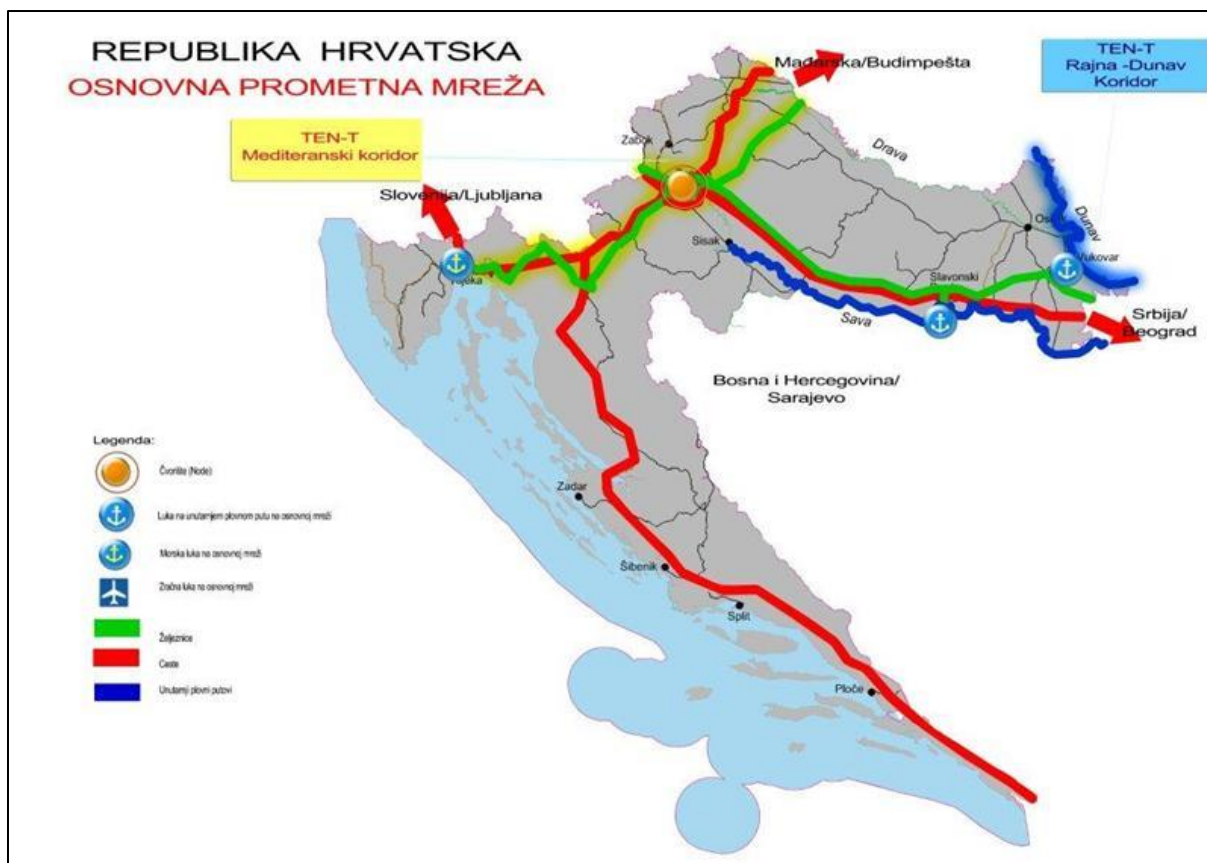 REPUBLIKA HRVATSKA
OSNOVNA PROMETNA MREŽA
TEN-T
Mediteranski koridor
Mađarska/Budimpešta
TEN-T
Rajna -Dunav
Koridor
Slovenija/Ljubljana
Zabok
Drava
Dunav
Vukovar
Sisak
Slavonski
Sava
Srbija/
Beograd
Bosna i Hercegovina/
Sarajevo
Zadar
Šibenik
Split
Ploče
Legenda:
Čvorište (Node)
Luka na unutarnjem plovnom putu na osnovnoj mreži
Morska luka na osnovnoj mreži
Zračna luka na osnovnoj mreži
Željeznice
Ceste
Unutarnji plovni putovi